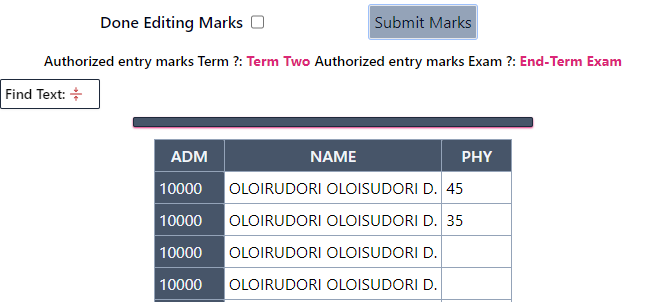 Done Editing Marks Submit Marks
Authorized entry marks Term ?: Term Two Authorized entry marks Exam ?: End-Term Exam
Find Text:
ADM NAME PHY
10000 OLOIRUDORI OLOISUDORI D. 45
10000 OLOIRUDORI OLOISUDORI D. 35
10000 OLOIRUDORI OLOISUDORI D.
10000 OLOIRUDORI OLOISUDORI D.